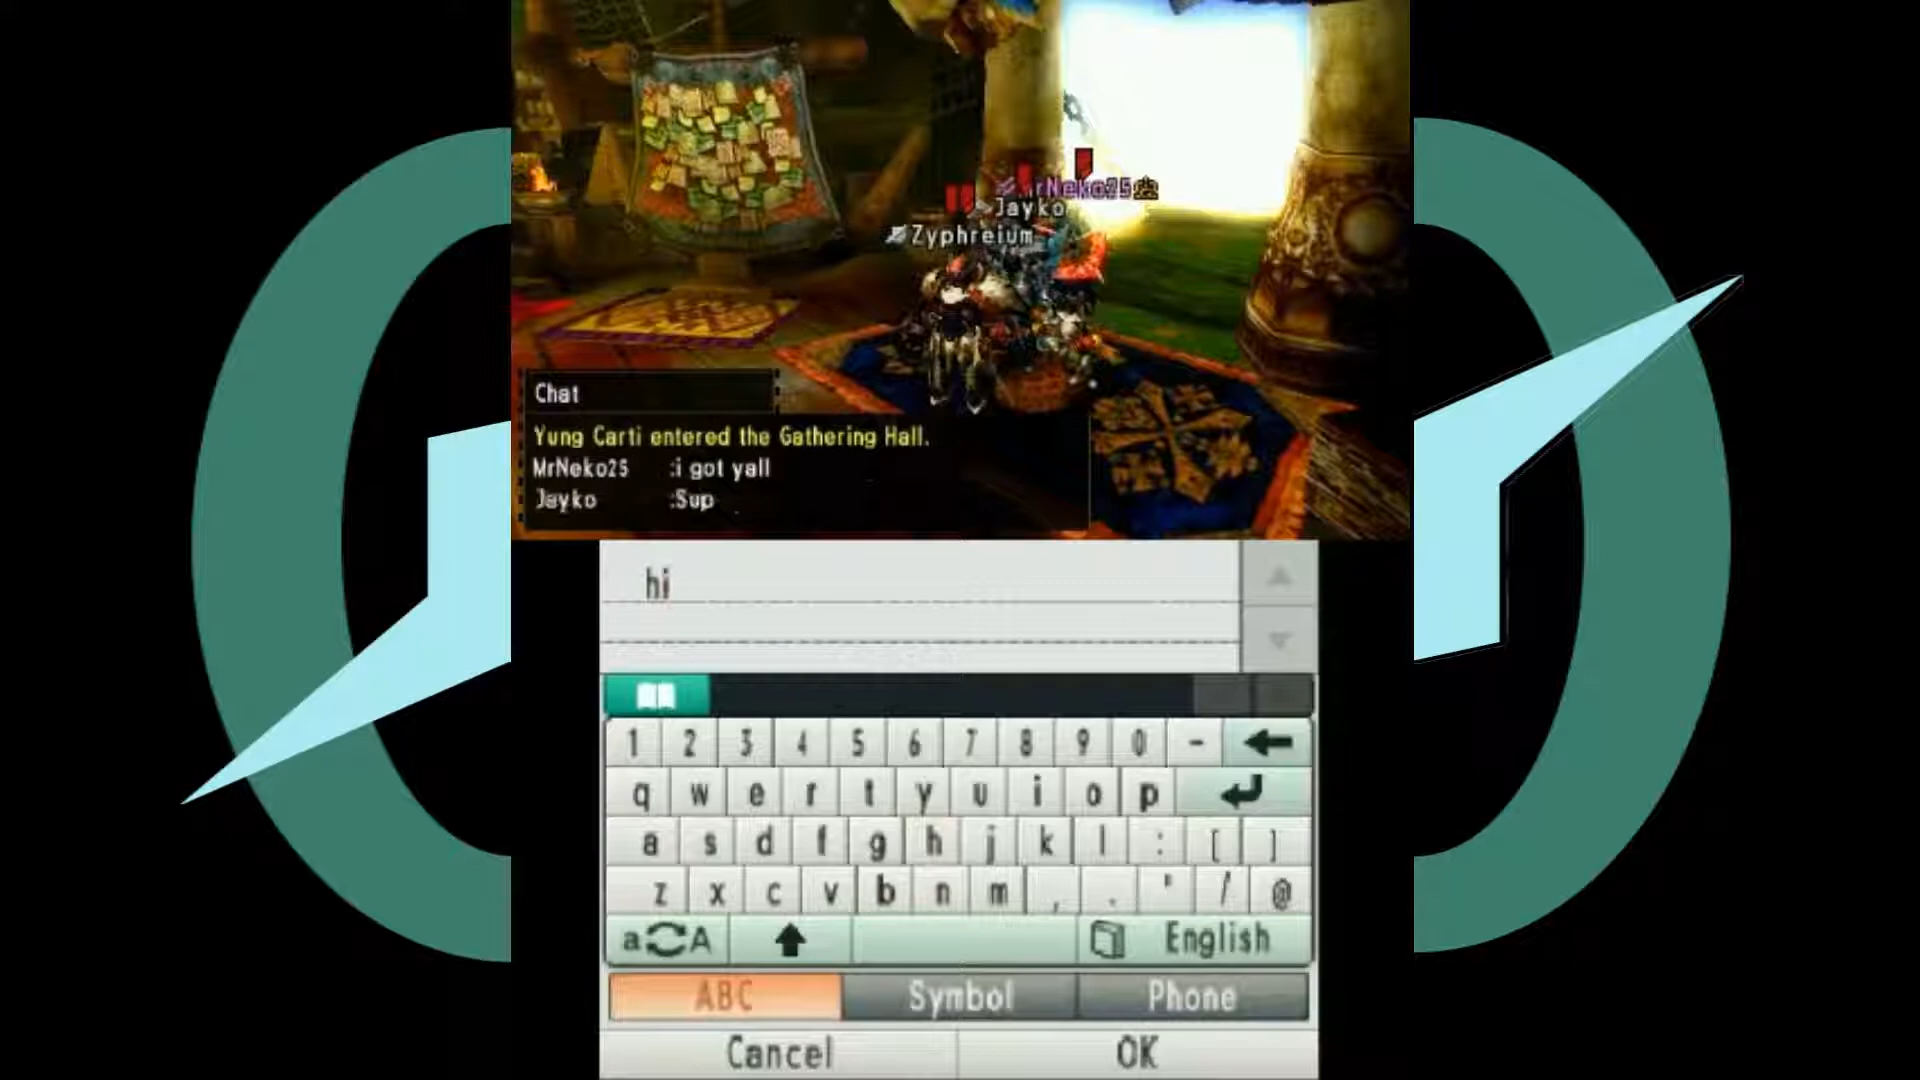 MrNeko25
Jayko
Zyphreium
Chat
Yung Carti entered the Gathering Hall.
MrNeko25 :i got yall
Jayko :Sup
hi
1 2 3 4 5 6 7 8 9 0 -
q w e r t y u i o p
a s d f g h j k l : [ ]
z x c v b n m , . ' / @
a A English
ABC Symbol Phone
Cancel OK